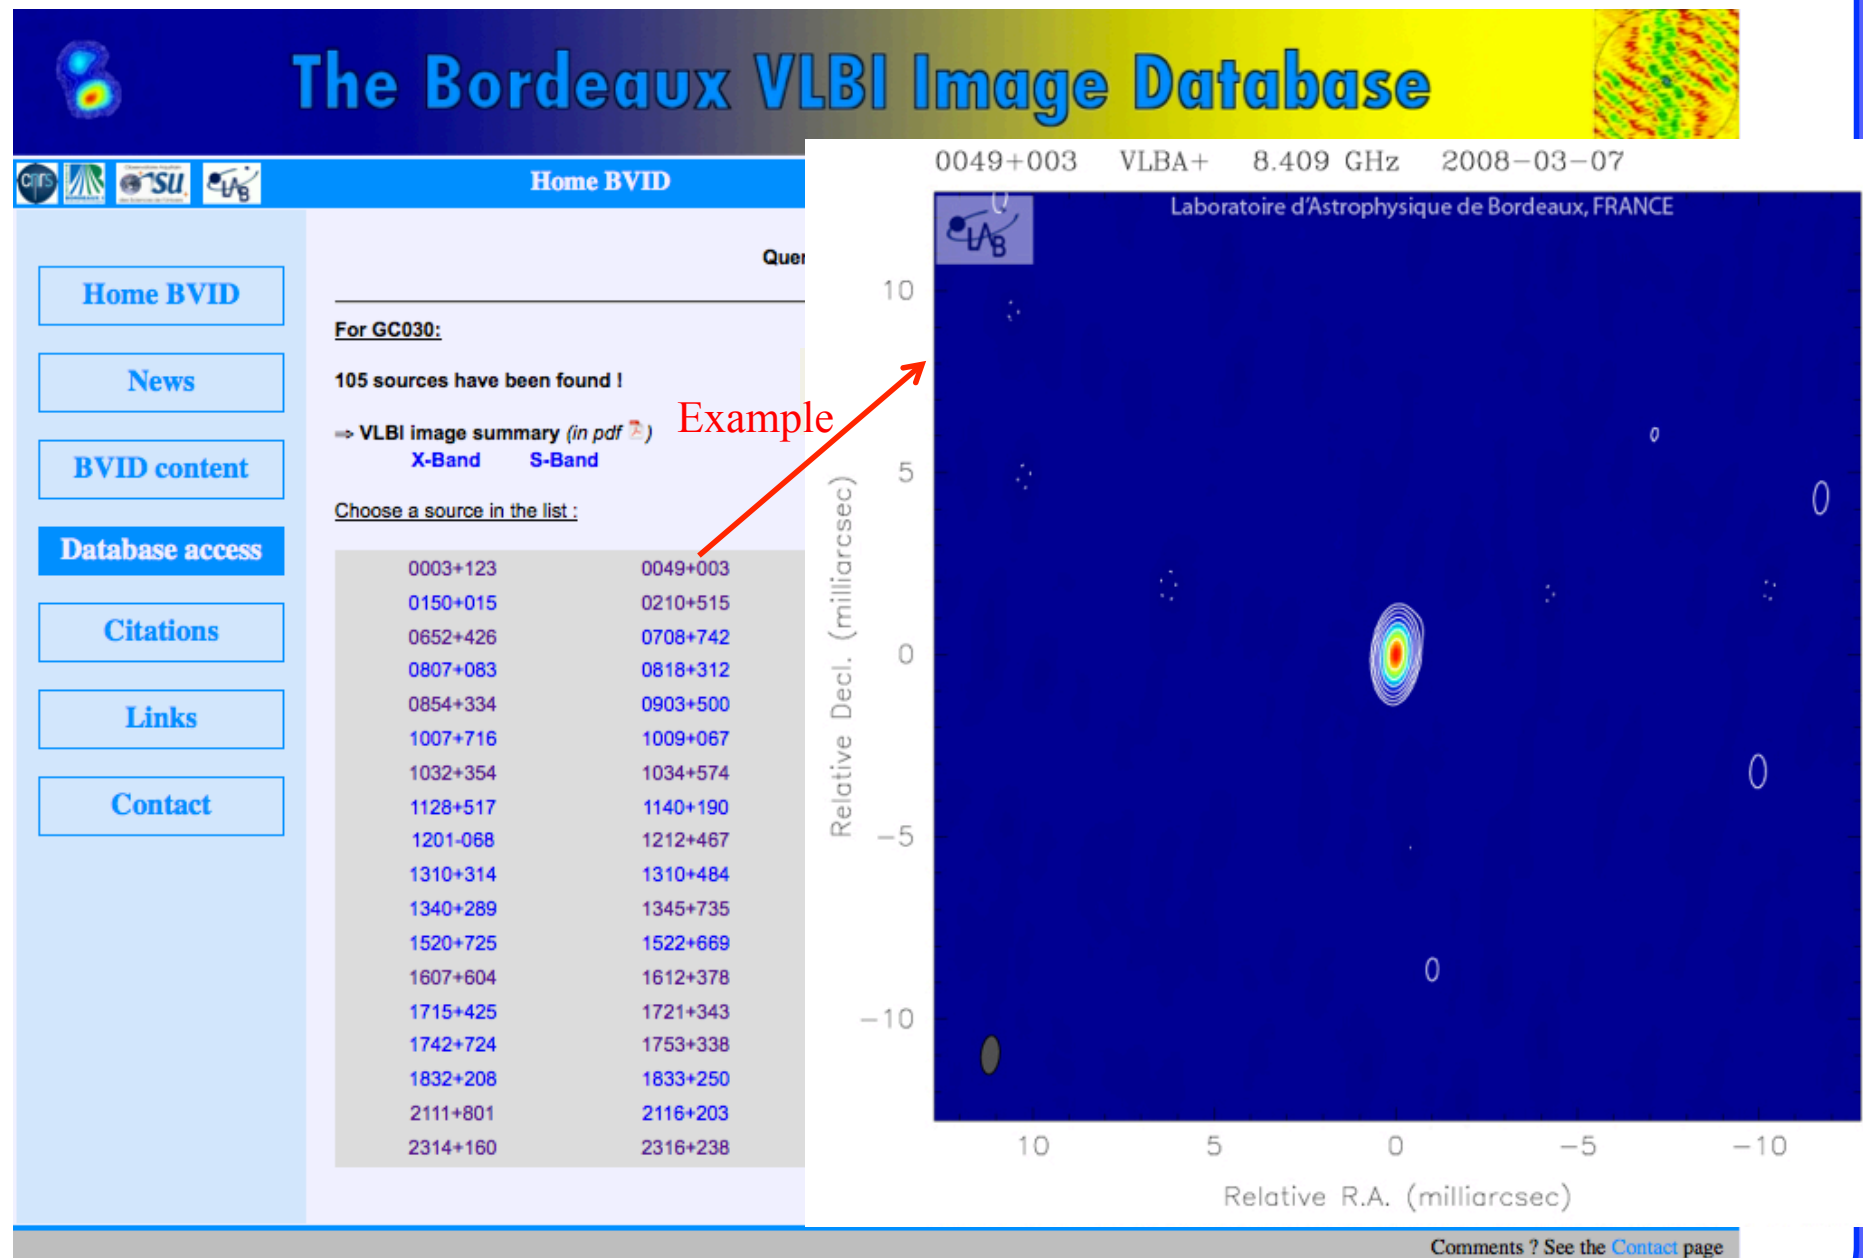 The Bordeaux VLBI Image Database
cnrs
SU
LAB
Home BVID
Home BVID
News
BVID content
Database access
Citations
Links
Contact
Quer
For GC030:
105 sources have been found !
⇒ VLBI image summary (in pdf )
X-Band S-Band
Choose a source in the list :
0003+123 0049+003
0150+015 0210+515
0652+426 0708+742
0807+083 0818+312
0854+334 0903+500
1007+716 1009+067
1032+354 1034+574
1128+517 1140+190
1201-068 1212+467
1310+314 1310+484
1340+289 1345+735
1520+725 1522+669
1607+604 1612+378
1715+425 1721+343
1742+724 1753+338
1832+208 1833+250
2111+801 2116+203
2314+160 2316+238
Example
0049+003 VLBA+ 8.409 GHz 2008−03−07
LAB
Laboratoire d'Astrophysique de Bordeaux, FRANCE
Relative Decl. (milliarcsec)
10
5
0
−5
−10
10 5 0 −5 −10
Relative R.A. (milliarcsec)
Comments ? See the Contact page